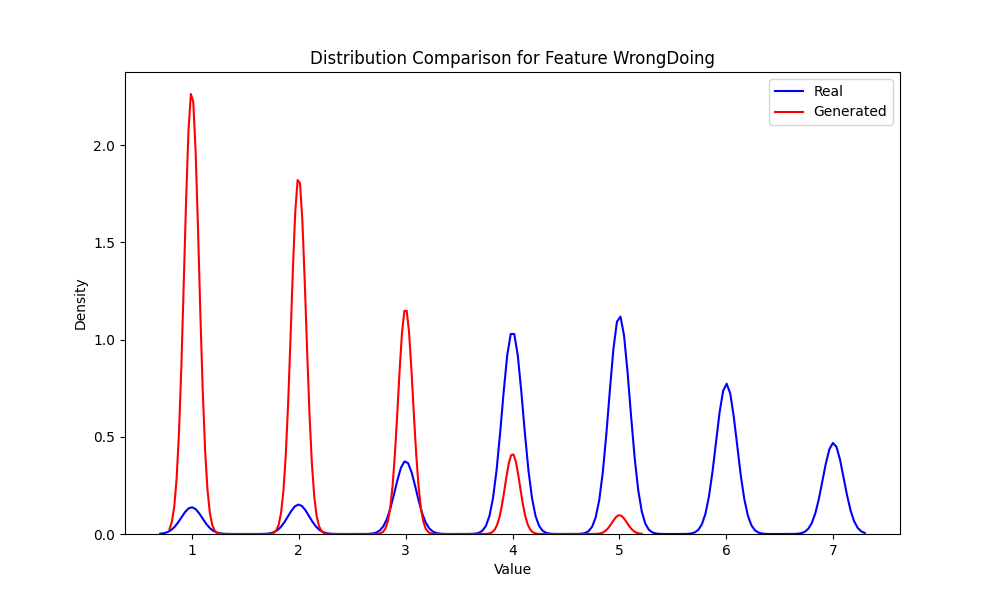 Distribution Comparison for Feature WrongDoing
Real
Generated
Density
2.0
1.5
1.0
0.5
0.0
1 2 3 4 5 6 7
Value